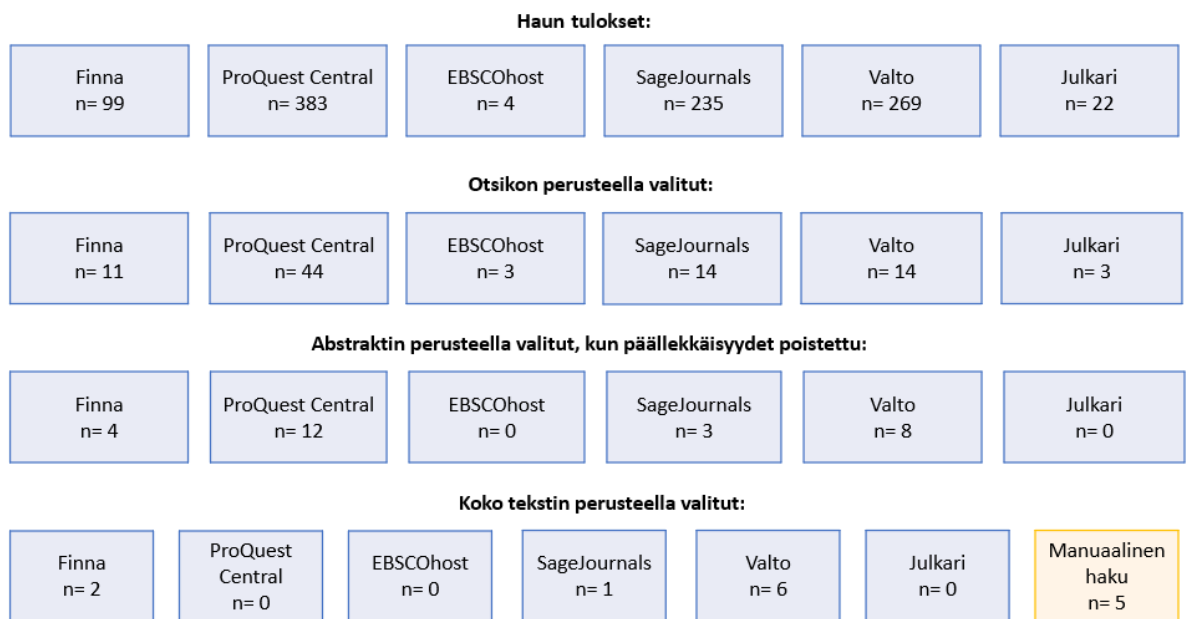 Haun tulokset:
Finna
n= 99
ProQuest Central
n= 383
EBSCOhost
n= 4
SageJournals
n= 235
Valto
n= 269
Julkari
n= 22
Otsikon perusteella valitut:
Finna
n= 11
ProQuest Central
n= 44
EBSCOhost
n= 3
SageJournals
n= 14
Valto
n= 14
Julkari
n= 3
Abstraktin perusteella valitut, kun päällekkäisyydet poistettu:
Finna
n= 4
ProQuest Central
n= 12
EBSCOhost
n= 0
SageJournals
n= 3
Valto
n= 8
Julkari
n= 0
Koko tekstin perusteella valitut:
Finna
n= 2
ProQuest
Central
n= 0
EBSCOhost
n= 0
SageJournals
n= 1
Valto
n= 6
Julkari
n= 0
Manuaalinen
haku
n= 5